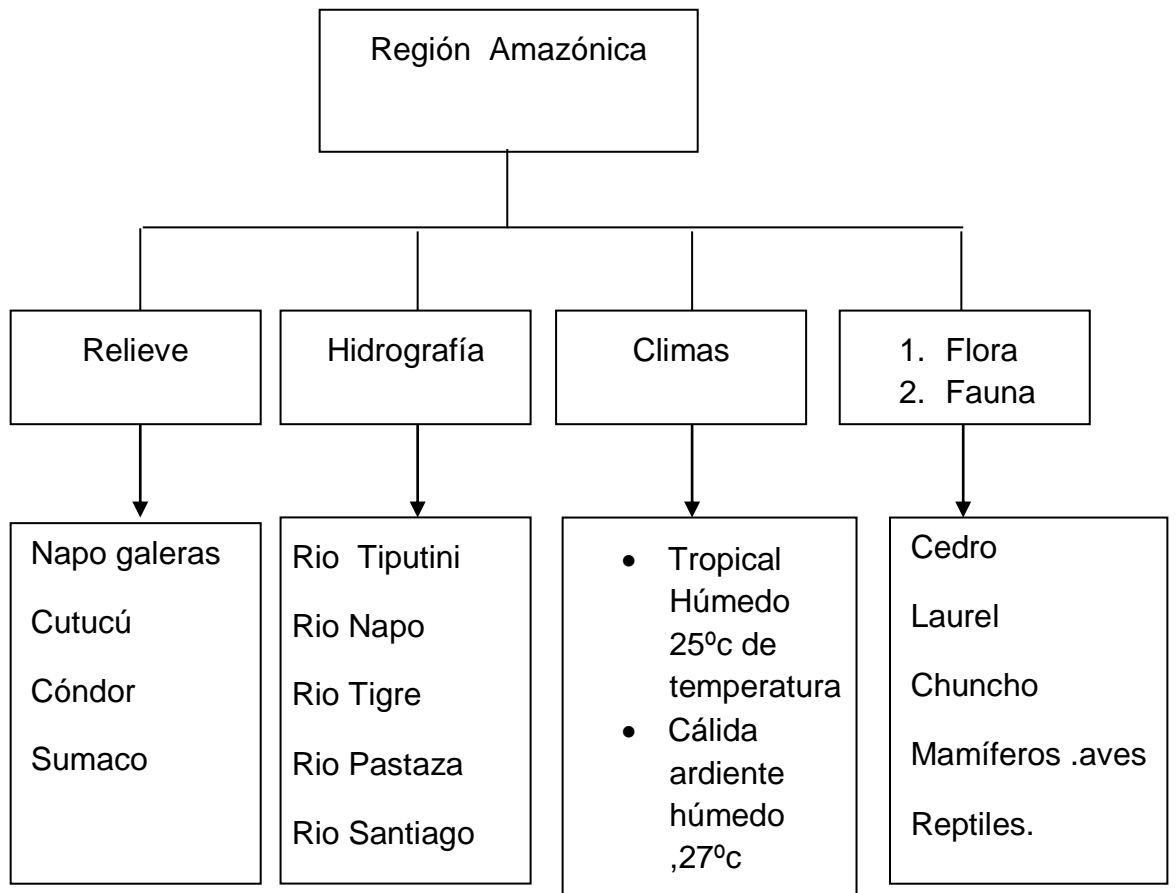 Región Amazónica
Relieve
Hidrografía
Climas
1. Flora
2. Fauna
Napo galeras
Cutucú
Cóndor
Sumaco
Rio Tiputini
Rio Napo
Rio Tigre
Rio Pastaza
Rio Santiago
• Tropical
Húmedo
25ºc de
temperatura
• Cálida
ardiente
húmedo
,27ºc
Cedro
Laurel
Chuncho
Mamíferos .aves
Reptiles.